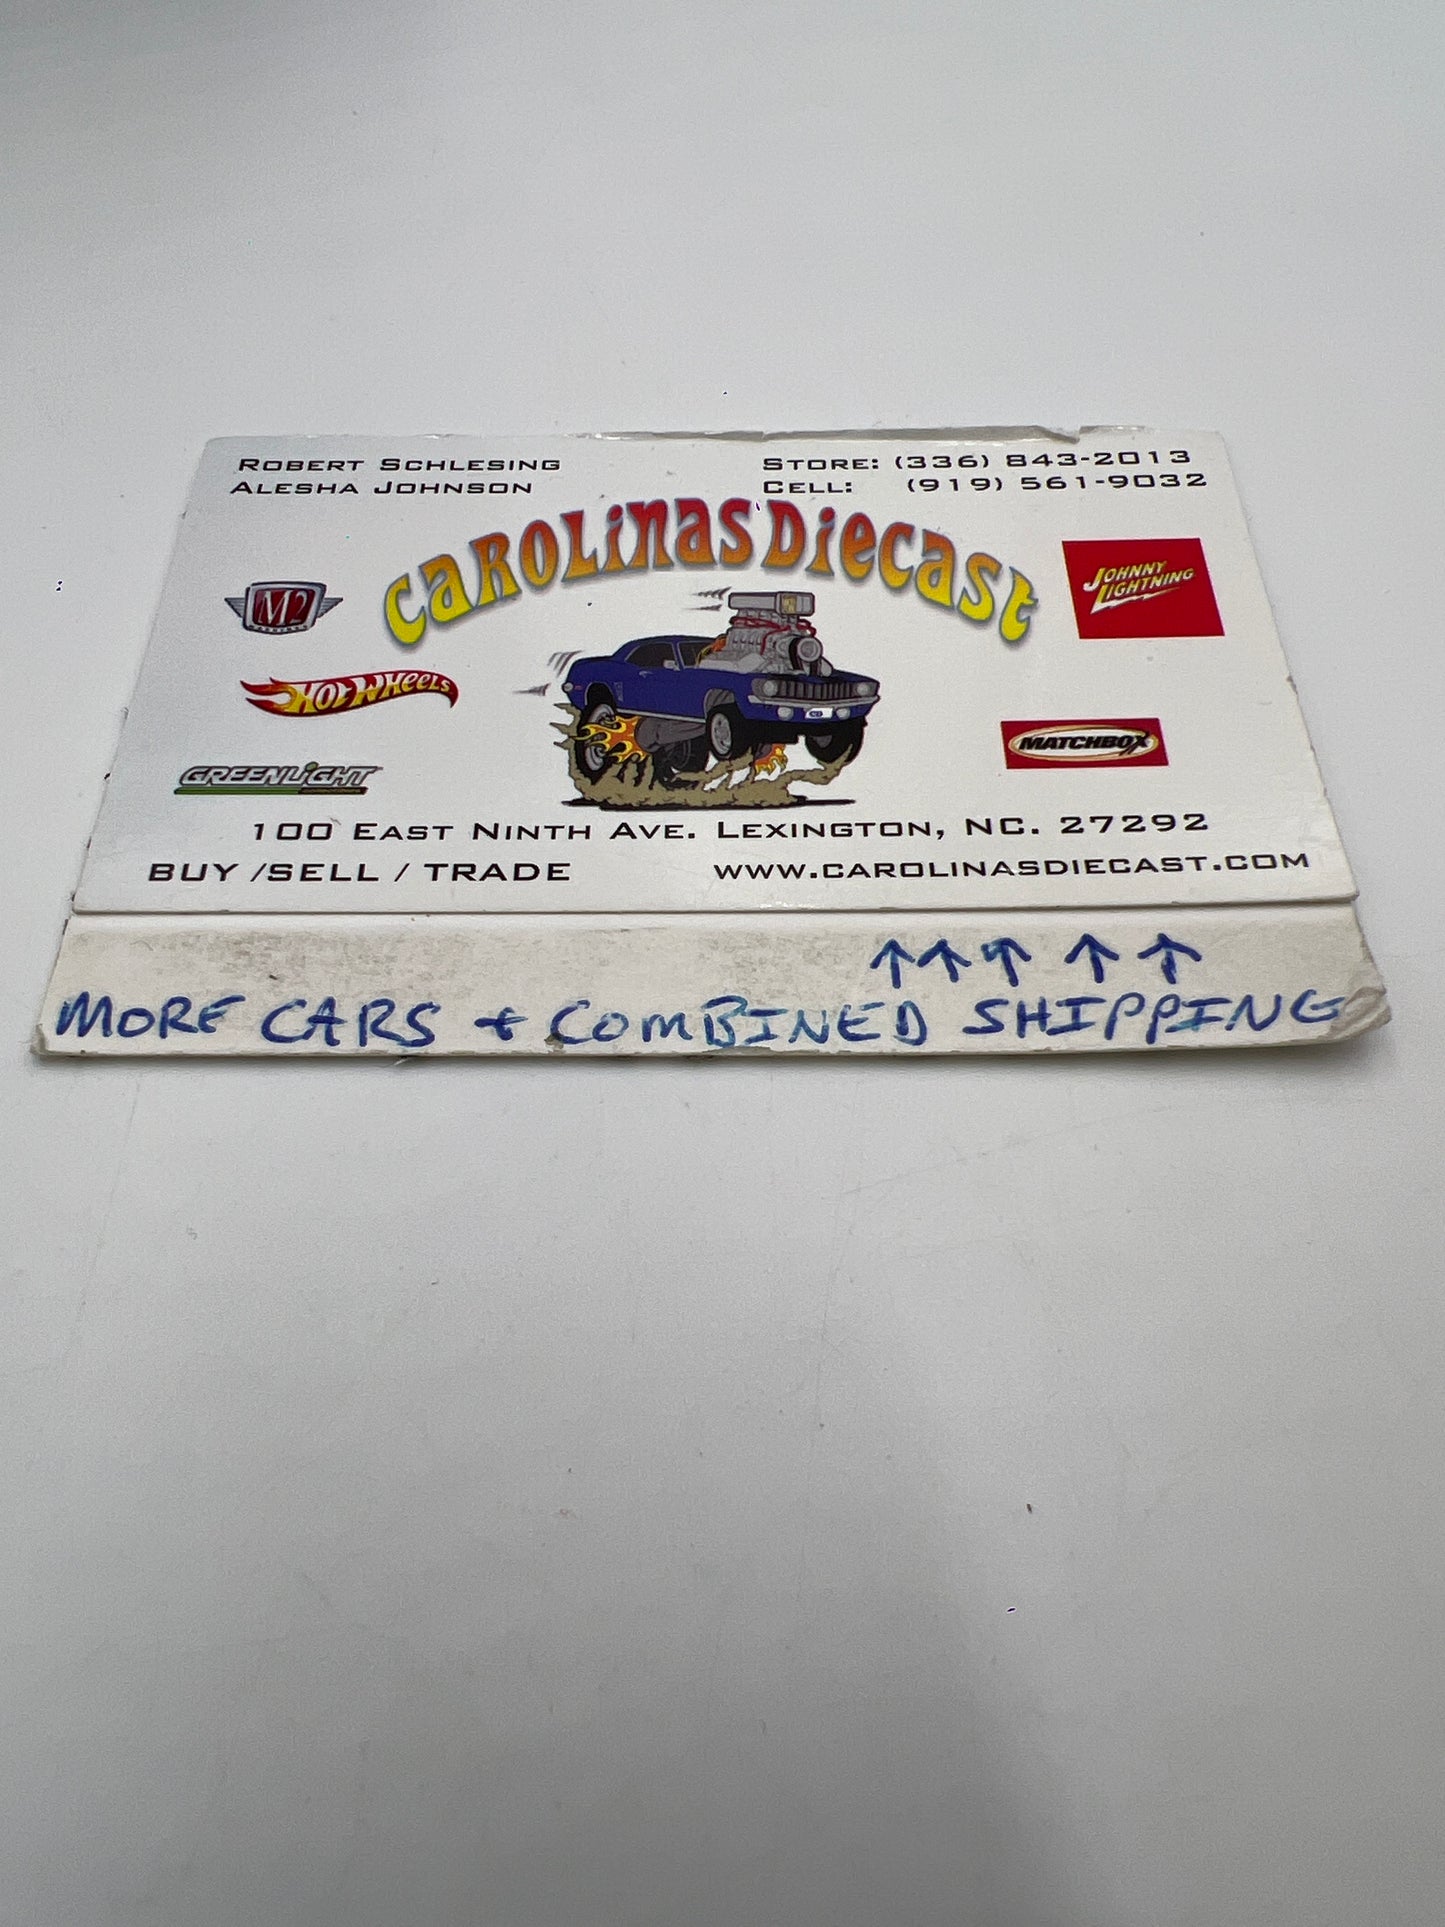 ROBERT SCHLESING
ALESHA JOHNSON
STORE: (336) 843-2013
CELL: (919) 561-9032
CAROLINAS DIECAST
M2
JOHNNY
LIGHTNING
HOT WHEELS
MATCHBOX
GREENLIGHT
100 EAST NINTH AVE. LEXINGTON, NC. 27292
BUY /SELL / TRADE
WWW.CAROLINASDIECAST.COM
↑ ↑ ↑ ↑ ↑
MORE CARS + COMBINED SHIPPING